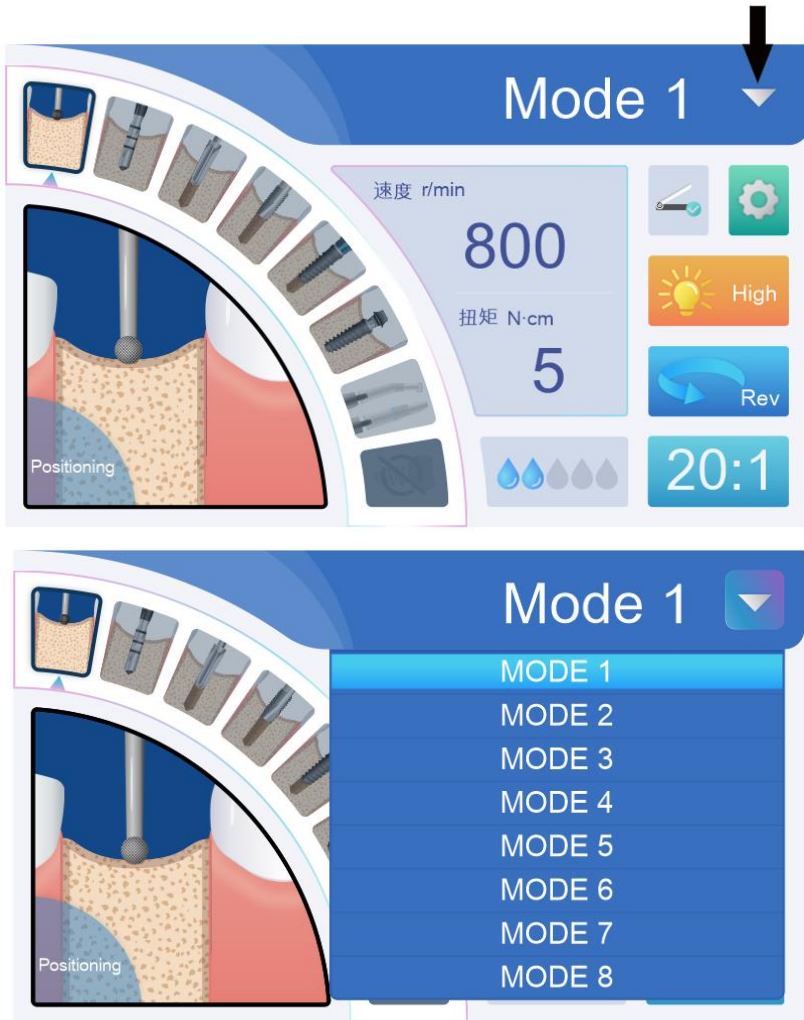 Mode 1
速度 r/min
800
扭矩 N·cm
5
High
Rev
20:1
Positioning
Mode 1
MODE 1
MODE 2
MODE 3
MODE 4
MODE 5
MODE 6
MODE 7
MODE 8
Positioning